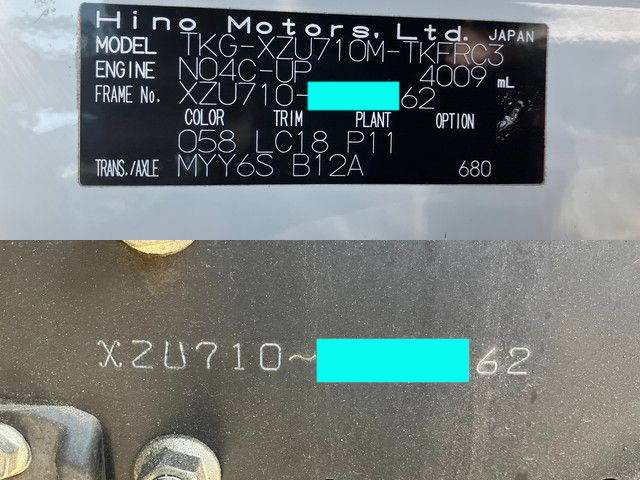 Hino Motors, Ltd. JAPAN
MODEL TKG-XZU710M-TKFRC3
ENGINE N04C-UP 4009 mL
FRAME No. XZU710- 62
COLOR TRIM PLANT OPTION
058 LC18 P11
TRANS./AXLE MYY6S B12A 680
XZU710~ 62